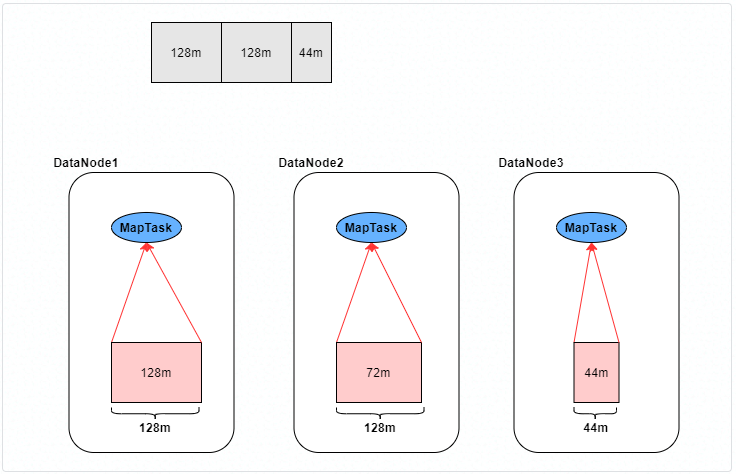 128m 128m 44m
DataNode1 DataNode2 DataNode3
MapTask MapTask MapTask
128m 72m 44m
128m 128m 44m